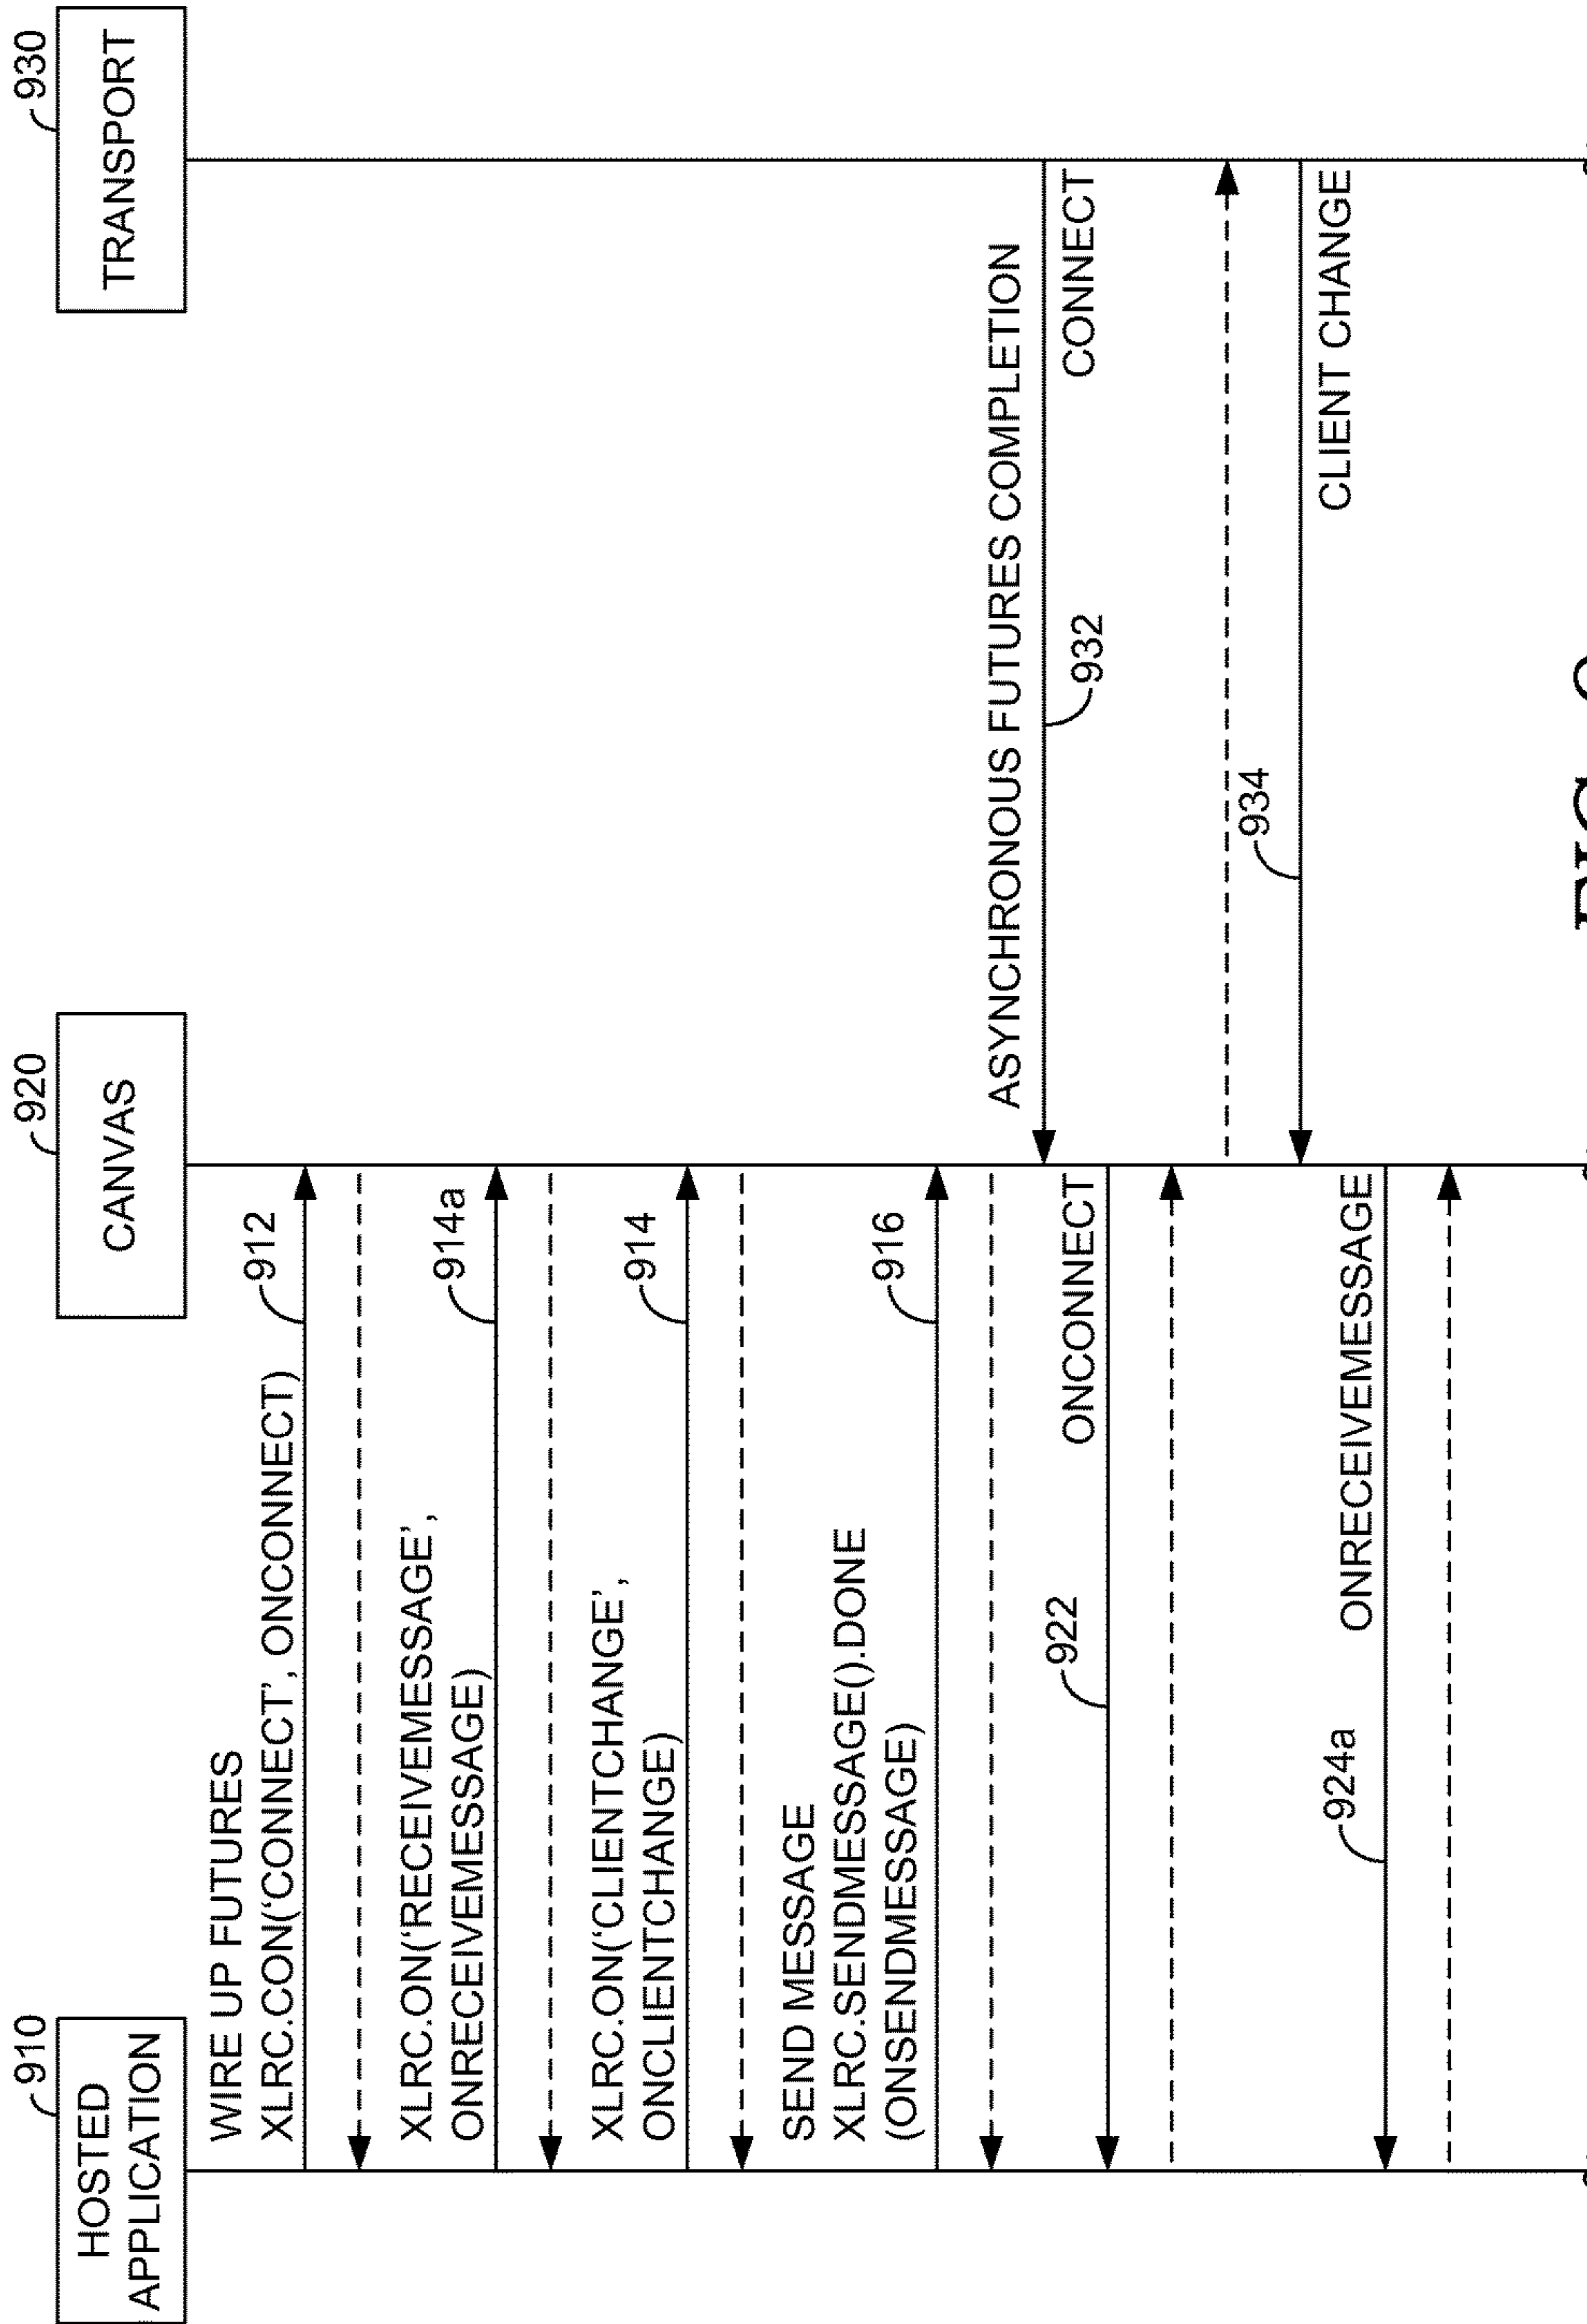 910
HOSTED
APPLICATION
920
CANVAS
930
TRANSPORT
WIRE UP FUTURES
XLRC.CON(‘CONNECT’, ONCONNECT)
912
XLRC.ON(‘RECEIVEMESSAGE’,
ONRECEIVEMESSAGE)
914a
XLRC.ON(‘CLIENTCHANGE’,
ONCLIENTCHANGE)
914
SEND MESSAGE
XLRC.SENDMESSAGE().DONE
(ONSENDMESSAGE)
916
ASYNCHRONOUS FUTURES COMPLETION
932
CONNECT
ONCONNECT
922
934
CLIENT CHANGE
ONRECEIVEMESSAGE
924a